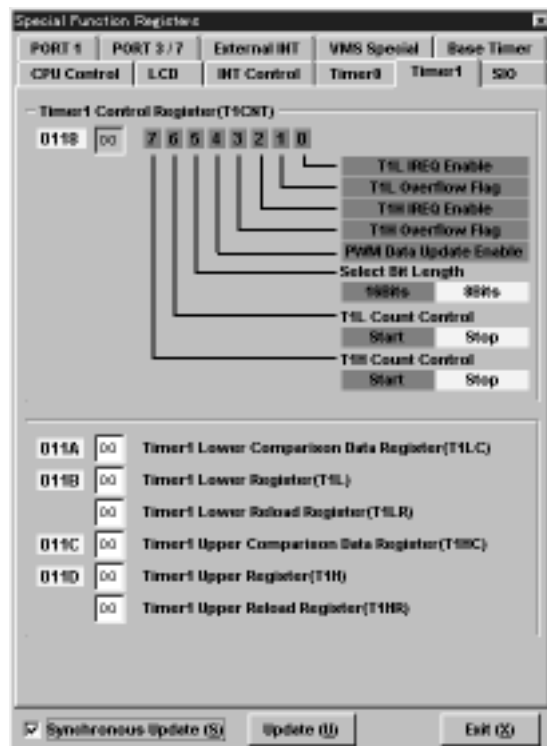 Special Function Registers
PORT 1 PORT 3 / 7 External INT VMS Special Base Timer
CPU Control LCD INT Control Timer0 Timer1 SIO
Timer1 Control Register(T1CNT)
0118 00 7 6 5 4 3 2 1 0
T1L IREQ Enable
T1L Overflow Flag
T1H IREQ Enable
T1H Overflow Flag
PWM Data Update Enable
Select Bit Length
16Bits 8Bits
T1L Count Control
Start Stop
T1H Count Control
Start Stop
011A 00 Timer1 Lower Comparison Data Register(T1LC)
011B 00 Timer1 Lower Register(T1L)
00 Timer1 Lower Reload Register(T1LR)
011C 00 Timer1 Upper Comparison Data Register(T1HC)
011D 00 Timer1 Upper Register(T1H)
00 Timer1 Upper Reload Register(T1HR)
Synchronous Update (S) Update (U) Exit (X)